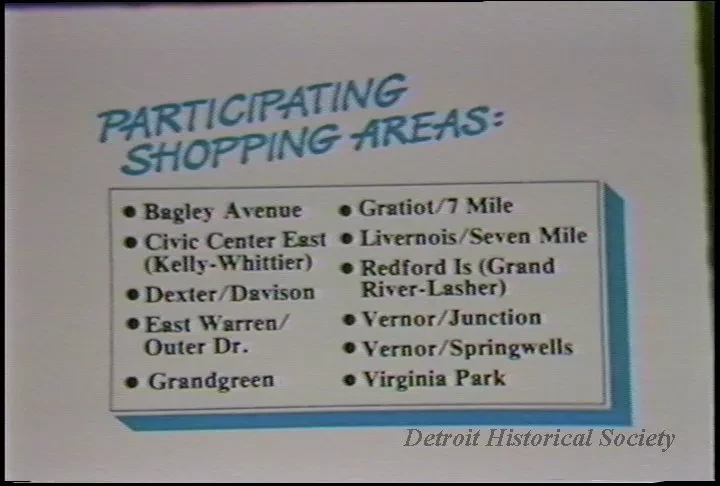 PARTICIPATING
SHOPPING AREAS:
• Bagley Avenue
• Civic Center East
(Kelly-Whittier)
• Dexter/Davison
• East Warren/
Outer Dr.
• Grandgreen
• Gratiot/7 Mile
• Livernois/Seven Mile
• Redford Is (Grand
River-Lasher)
• Vernor/Junction
• Vernor/Springwells
• Virginia Park
Detroit Historical Society